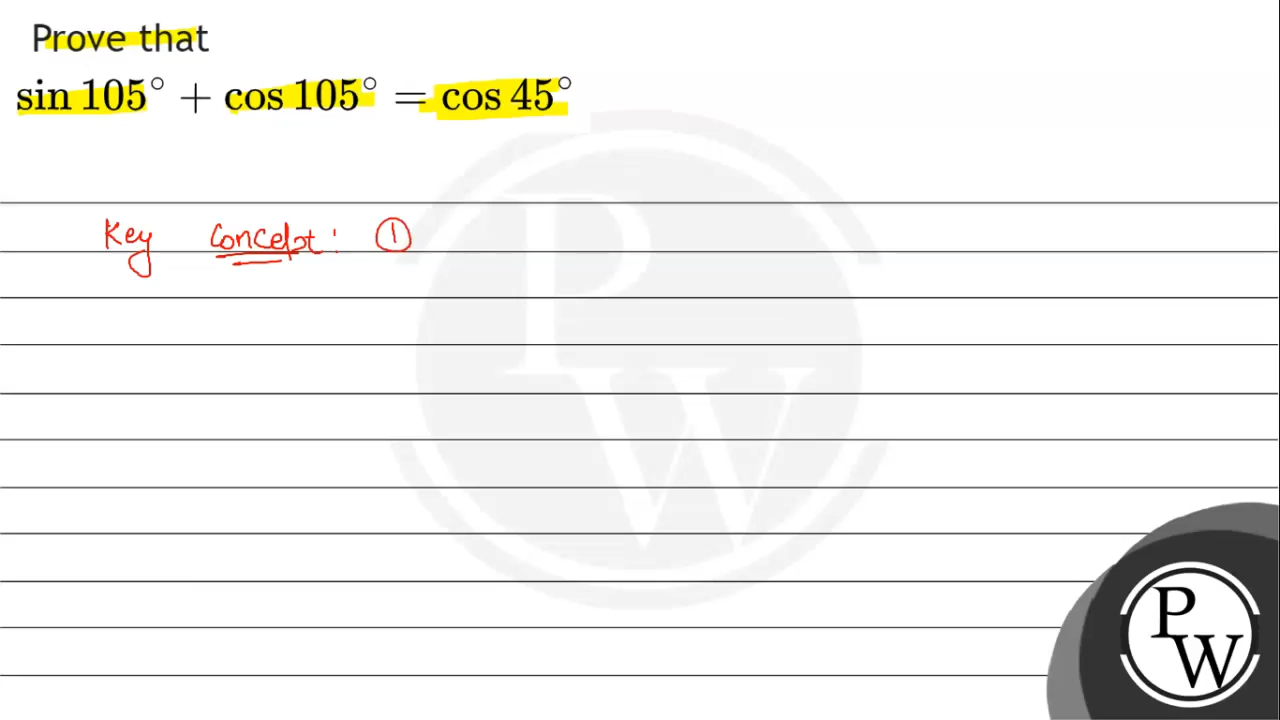 Prove that
sin 105° + cos 105° = cos 45°
Key concept: ①
P
W
P
W